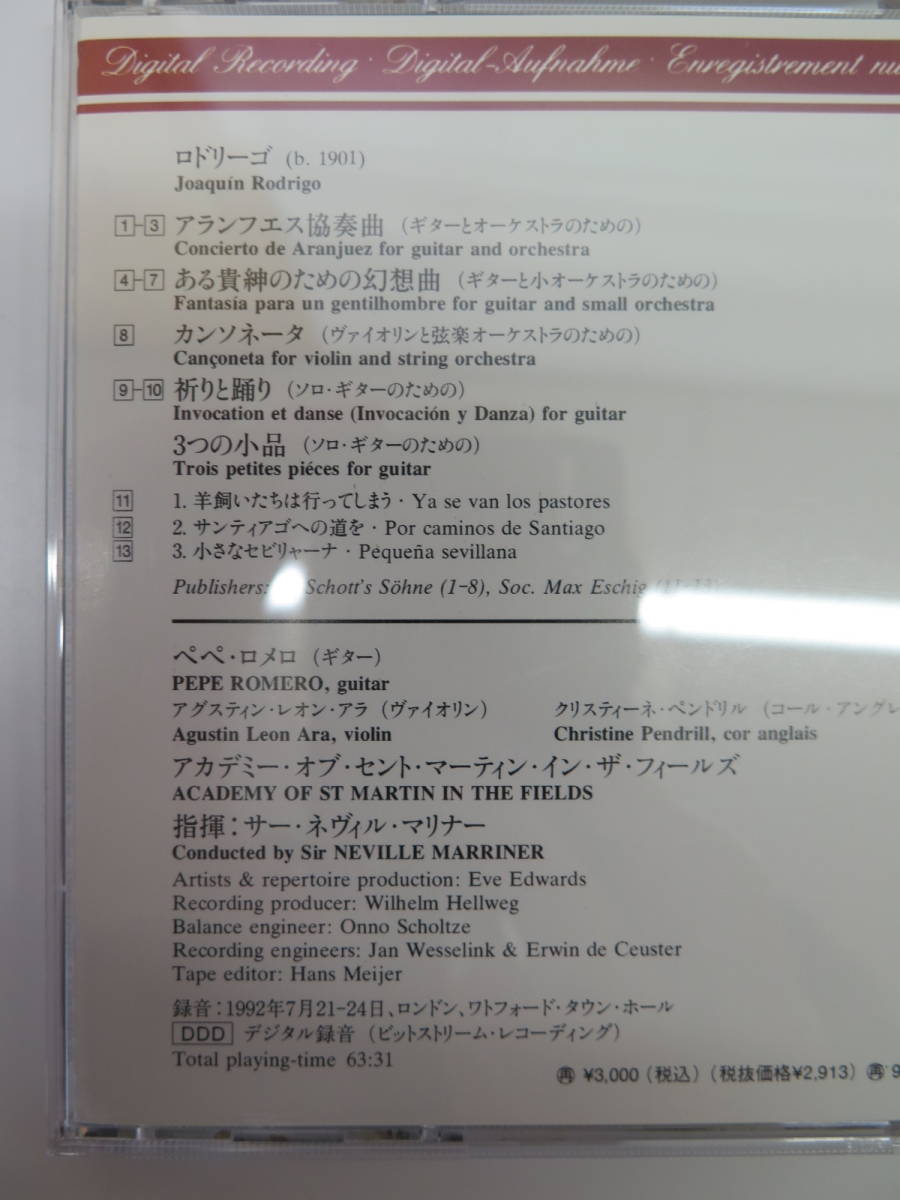 Digital Recording · Digital-Aufnahme · Enregistrement nu
ロドリーゴ (b. 1901)
Joaquín Rodrigo
1-3 アランフエス協奏曲 (ギターとオーケストラのための)
Concierto de Aranjuez for guitar and orchestra
4-7 ある貴紳のための幻想曲 (ギターと小オーケストラのための)
Fantasía para un gentilhombre for guitar and small orchestra
8 カンソネータ (ヴァイオリンと弦楽オーケストラのための)
Cançoneta for violin and string orchestra
9-10 祈りと踊り (ソロ・ギターのための)
Invocation et danse (Invocación y Danza) for guitar
3つの小品 (ソロ・ギターのための)
Trois petites piéces for guitar
11 1. 羊飼いたちは行ってしまう · Ya se van los pastores
12 2. サンティアゴへの道を · Por caminos de Santiago
13 3. 小さなセビリャーナ · Pequeña sevillana
Publishers: Schott's Söhne (1-8), Soc. Max Eschig (11-13)
ペペ・ロメロ (ギター)
PEPE ROMERO, guitar
アグスティン・レオン・アラ (ヴァイオリン) クリスティーネ・ペンドリル (コール・アングレ
Agustin Leon Ara, violin Christine Pendrill, cor anglais
アカデミー・オブ・セント・マーティン・イン・ザ・フィールズ
ACADEMY OF ST MARTIN IN THE FIELDS
指揮：サー・ネヴィル・マリナー
Conducted by Sir NEVILLE MARRINER
Artists & repertoire production: Eve Edwards
Recording producer: Wilhelm Hellweg
Balance engineer: Onno Scholtze
Recording engineers: Jan Wesselink & Erwin de Ceuster
Tape editor: Hans Meijer
録音：1992年7月21-24日、ロンドン、ワトフォード・タウン・ホール
DDD デジタル録音 (ビットストリーム・レコーディング)
Total playing-time 63:31
再 ¥3,000 (税込) (税抜価格¥2,913) 再 9